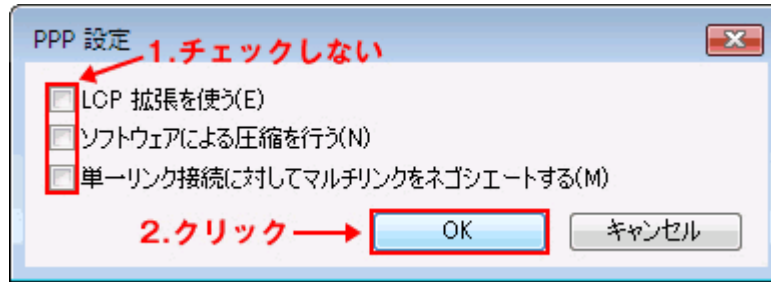 PPP 設定
1.チェックしない
LCP 拡張を使う(E)
ソフトウェアによる圧縮を行う(N)
単一リンク接続に対してマルチリンクをネゴシエートする(M)
2.クリック
OK
キャンセル